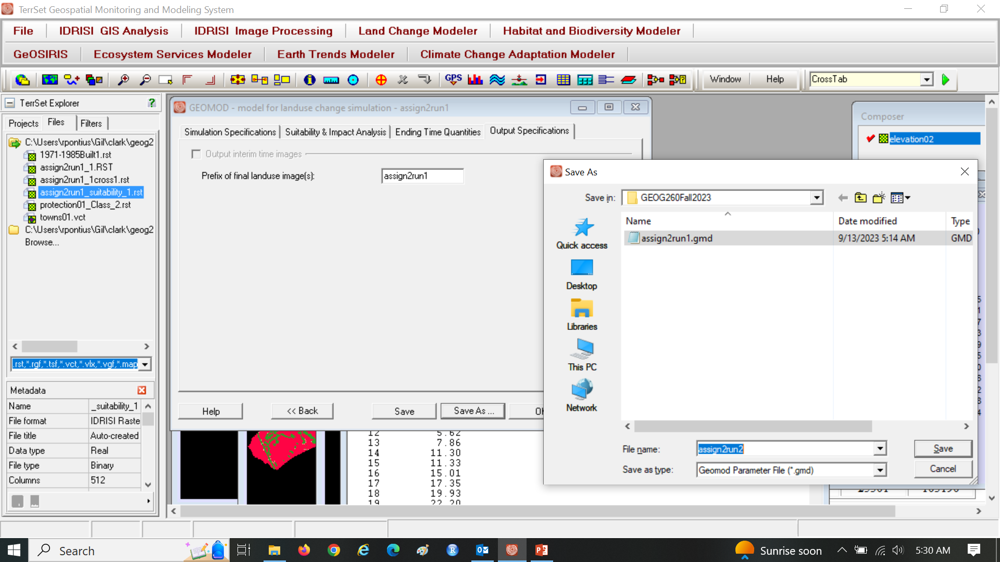 TerrSet Geospatial Monitoring and Modeling System
File
IDRISI GIS Analysis
IDRISI Image Processing
Land Change Modeler
Habitat and Biodiversity Modeler
GeOSIRIS
Ecosystem Services Modeler
Earth Trends Modeler
Climate Change Adaptation Modeler
GPS
Window
Help
CrossTab
TerrSet Explorer
?
Projects
Files
Filters
C:\Users\rpontius\Gil\clark\geog2
1971-1985Built1.rst
assign2run1_1.RST
assign2run1_1cross1.rst
assign2run1_suitability_1.rst
protection01_Class_2.rst
towns01.vct
C:\Users\rpontius\Gil\clark\geog2
Browse...
.rst,*.rgf,*.tsf,*.vct,*.vlx,*.vgf,*.map
Metadata
Name _suitability_1
File format IDRISI Raste
File title Auto-created
Data type Real
File type Binary
Columns 512
GEOMOD - model for landuse change simulation - assign2run1
Simulation Specifications
Suitability & Impact Analysis
Ending Time Quantities
Output Specifications
Output interim time images
Prefix of final landuse image(s):
assign2run1
Help
<< Back
Save
Save As ...
Composer
elevation02
Save As
Save in:
GEOG260Fall2023
Name
Date modified
Type
assign2run1.gmd
9/13/2023 5:14 AM
GMD
Quick access
Desktop
Libraries
This PC
Network
File name:
assign2run2
Save
Save as type:
Geomod Parameter File (*.gmd)
Cancel
12 5.62
13 7.86
14 11.30
15 11.33
16 15.01
17 17.35
18 19.93
19 22.20
Search
Sunrise soon
5:30 AM